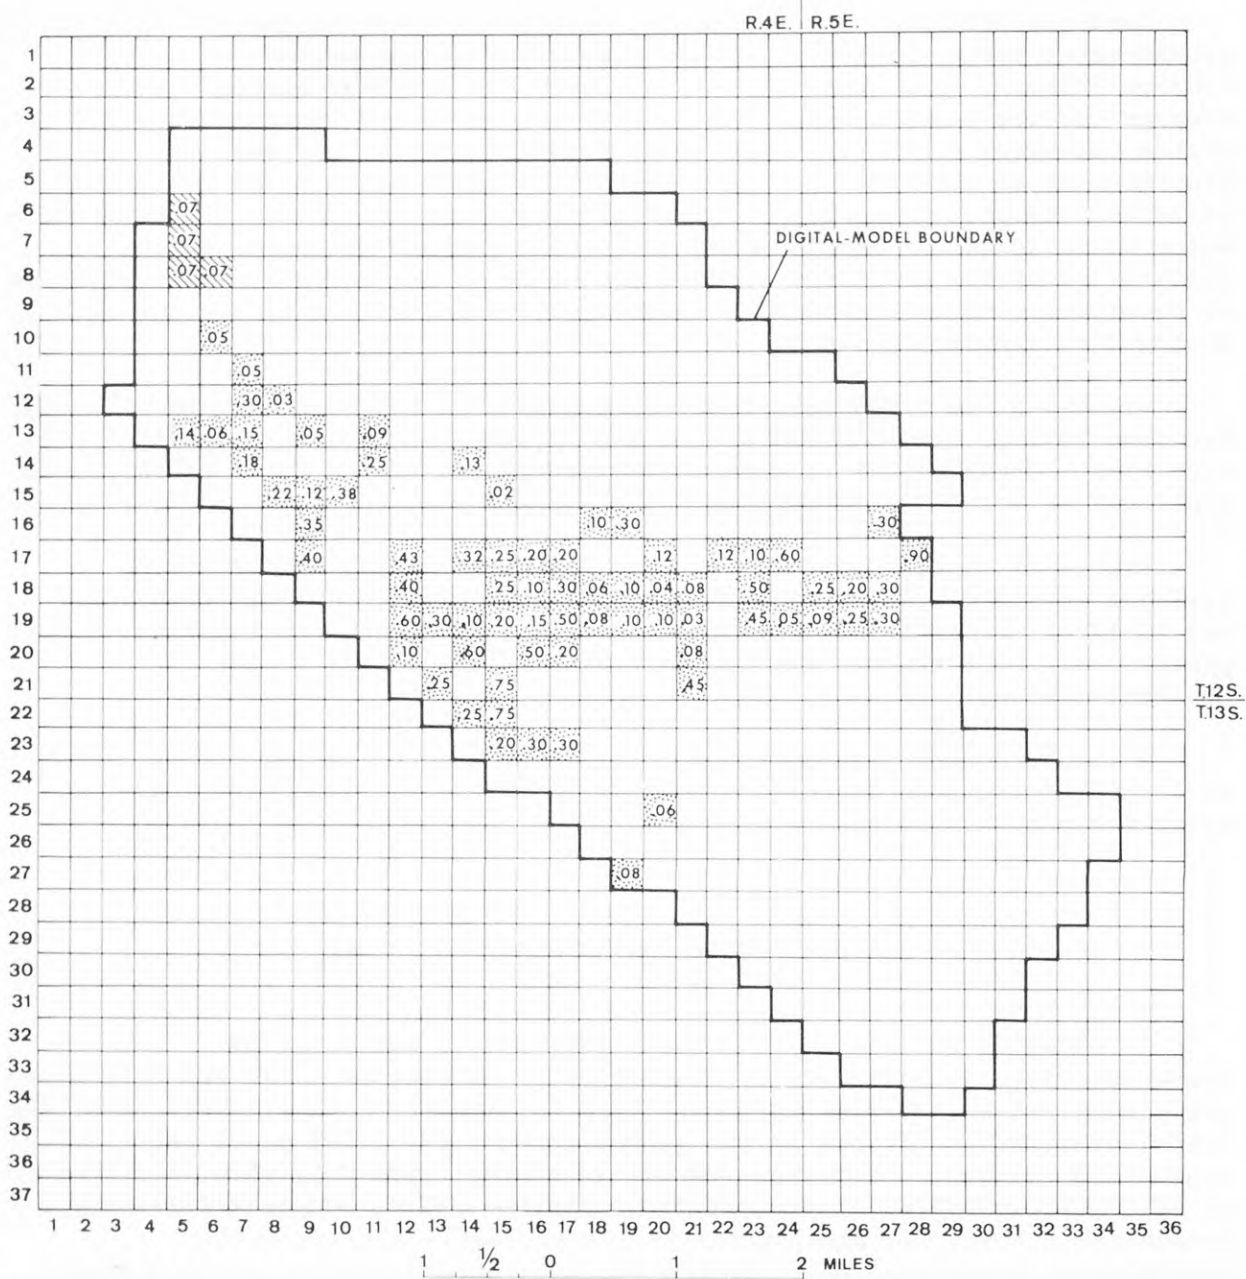 R.4E. R.5E.
1
2
3
4
5
6 .07
7 .07
DIGITAL-MODEL BOUNDARY
8 .07 .07
9
10 .05
11 .05
12 .30 .03
13 .14 .06 .15 .05 .09
14 .18 .25 .13
15 .22 .12 .38 .02
16 .35 .10 .30 .30
17 .40 .43 .32 .25 .20 .20 .12 .12 .10 .60 .90
18 .40 .25 .10 .30 .06 .10 .04 .08 .50 .25 .20 .30
19 .60 .30 .10 .20 .15 .50 .08 .10 .10 .03 .45 .05 .09 .25 .30
20 .10 .60 .50 .20 .08
21 .25 .75 .45
T.12S.
22 .25 .75
T.13S.
23 .20 .30 .30
24
25 .06
26
27 .08
28
29
30
31
32
33
34
35
36
37
1 2 3 4 5 6 7 8 9 10 11 12 13 14 15 16 17 18 19 20 21 22 23 24 25 26 27 28 29 30 31 32 33 34 35 36
1 1/2 0 1 2 MILES